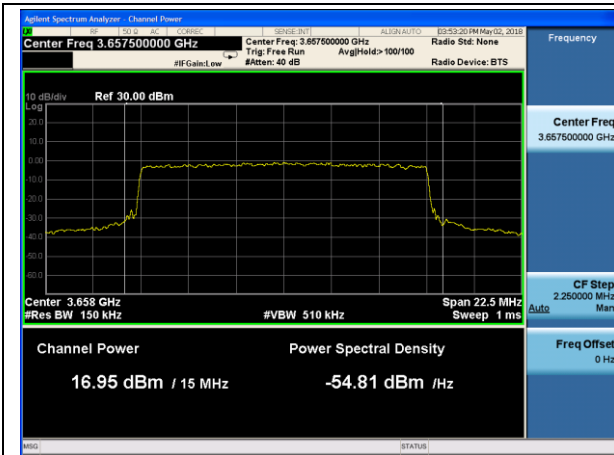 Agilent Spectrum Analyzer - Channel Power
RF 50 Ω AC CORREC SENSE:INT ALIGN AUTO 03:53:20 PM May 02, 2018
Center Freq 3.657500000 GHz Center Freq: 3.657500000 GHz Radio Std: None
Trig: Free Run Avg|Hold:> 100/100
#IFGain:Low #Atten: 40 dB Radio Device: BTS
10 dB/div Ref 30.00 dBm
Log
20.0
10.0
0.00
-10.0
-20.0
-30.0
-40.0
-50.0
-60.0
Center 3.658 GHz Span 22.5 MHz
#Res BW 150 kHz #VBW 510 kHz Sweep 1 ms
Channel Power Power Spectral Density
16.95 dBm / 15 MHz -54.81 dBm /Hz
MSG STATUS
Frequency
Center Freq
3.657500000 GHz
CF Step
2.250000 MHz
Auto Man
Freq Offset
0 Hz